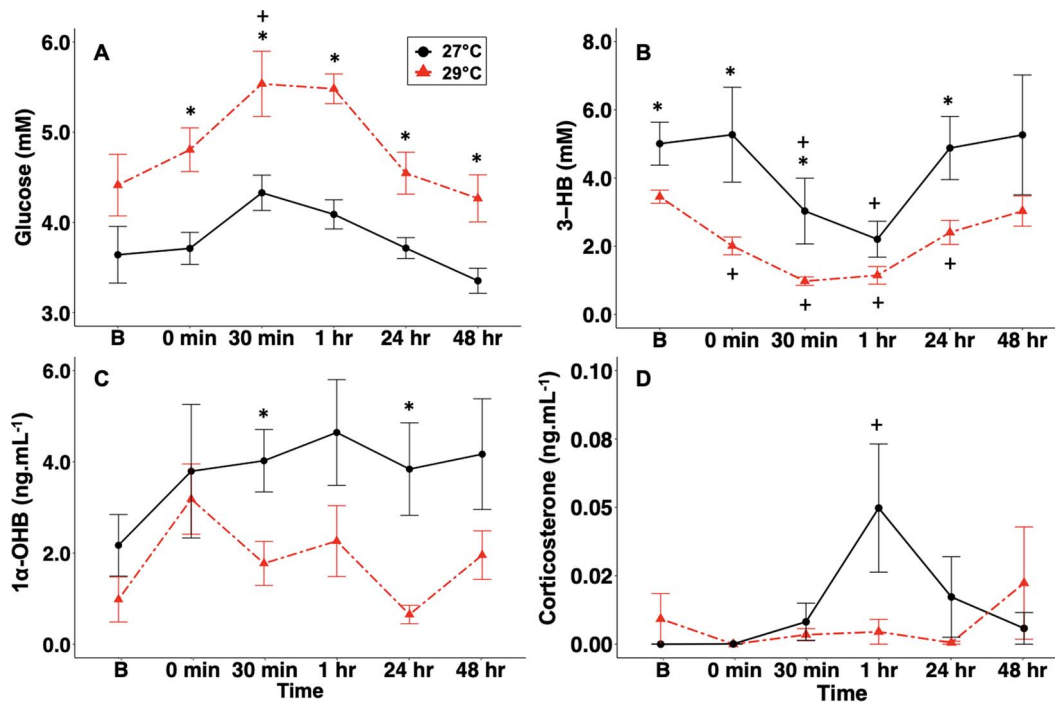 A
27°C
29°C
Glucose (mM)
6.0
5.0
4.0
3.0
+
*
*
*
*
*
B 0 min 30 min 1 hr 24 hr 48 hr
B
3–HB (mM)
8.0
6.0
4.0
2.0
0.0
*
*
+
*
+
*
+
+
+
+
B 0 min 30 min 1 hr 24 hr 48 hr
C
1α-OHB (ng.mL-1)
6.0
4.0
2.0
0.0
*
*
B 0 min 30 min 1 hr 24 hr 48 hr
Time
D
Corticosterone (ng.mL-1)
0.10
0.08
0.05
0.02
0.00
+
B 0 min 30 min 1 hr 24 hr 48 hr
Time